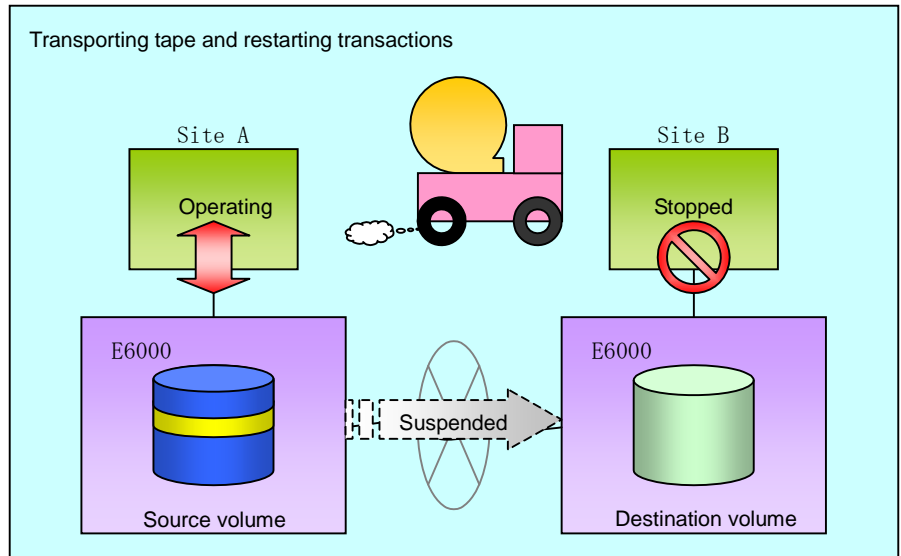 Transporting tape and restarting transactions
Site A
Site B
Operating
Stopped
E6000
E6000
Suspended
Source volume
Destination volume